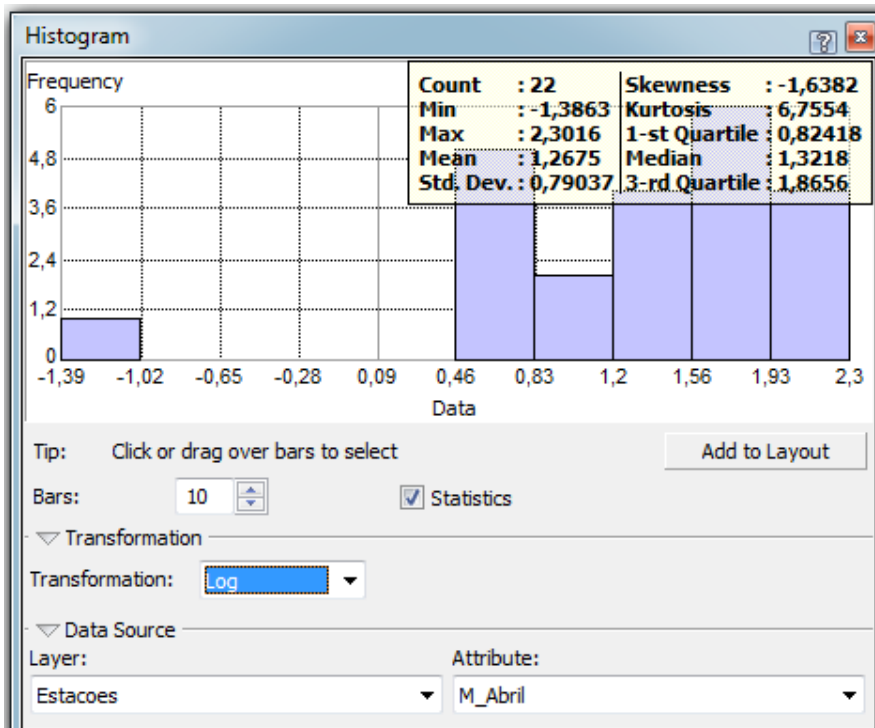 Histogram
Frequency
Count : 22 Skewness : -1,6382
Min : -1,3863 Kurtosis : 6,7554
Max : 2,3016 1-st Quartile : 0,82418
Mean : 1,2675 Median : 1,3218
Std. Dev. : 0,79037 3-rd Quartile : 1,8656
6
4,8
3,6
2,4
1,2
0
-1,39 -1,02 -0,65 -0,28 0,09 0,46 0,83 1,2 1,56 1,93 2,3
Data
Tip: Click or drag over bars to select Add to Layout
Bars: 10 Statistics
Transformation
Transformation: Log
Data Source
Layer: Attribute:
Estacoes M_Abril